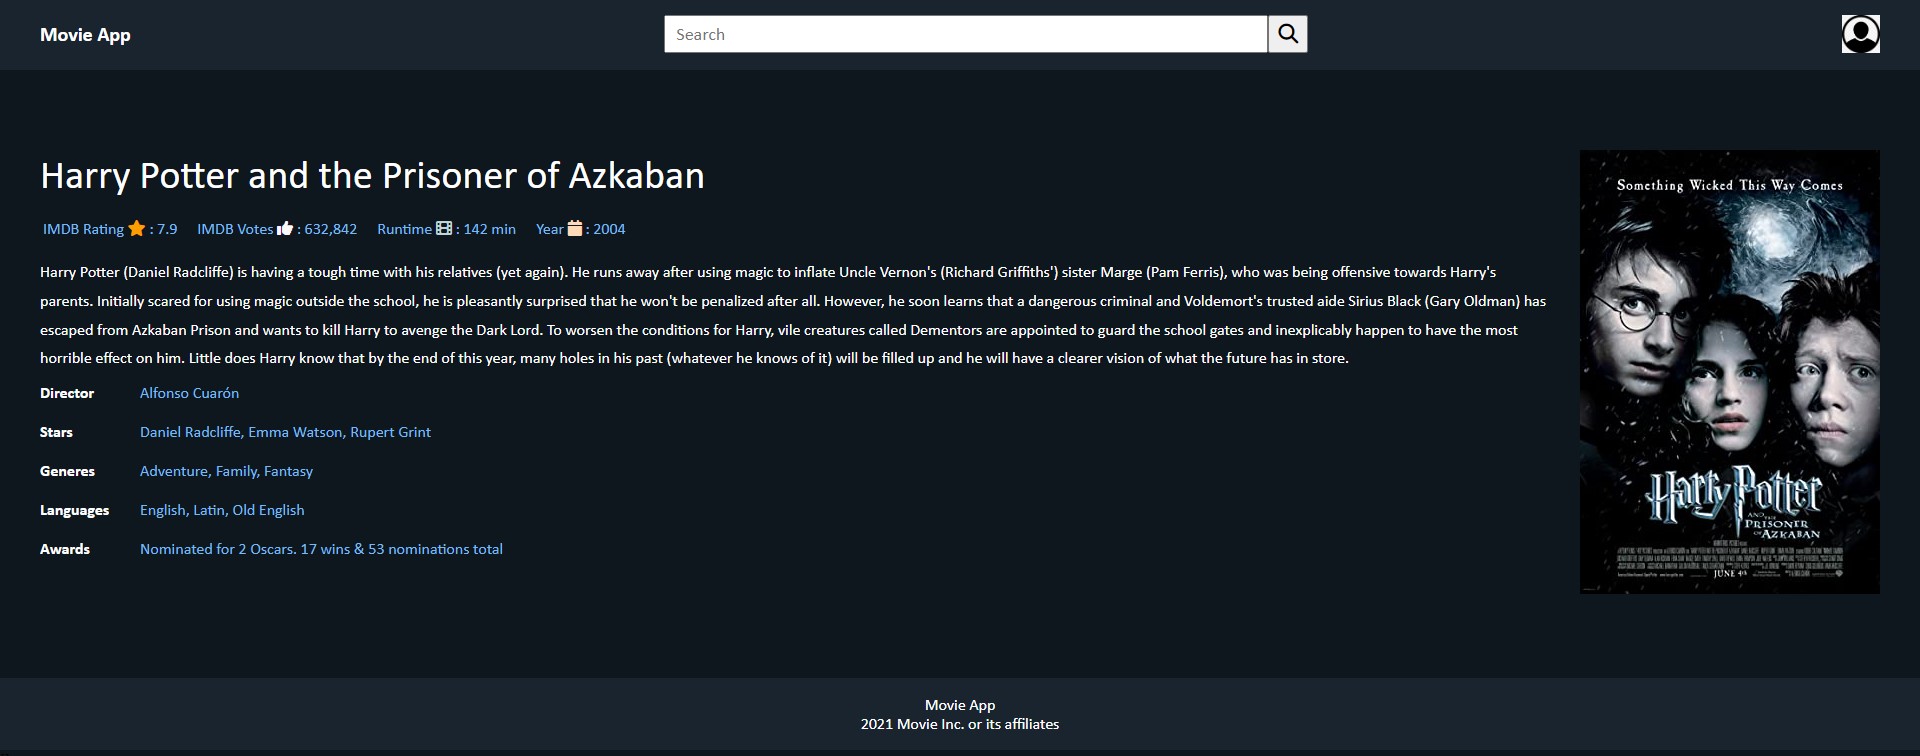 Movie App
Search
Harry Potter and the Prisoner of Azkaban
IMDB Rating : 7.9 IMDB Votes : 632,842 Runtime : 142 min Year : 2004
Harry Potter (Daniel Radcliffe) is having a tough time with his relatives (yet again). He runs away after using magic to inflate Uncle Vernon's (Richard Griffiths') sister Marge (Pam Ferris), who was being offensive towards Harry's
parents. Initially scared for using magic outside the school, he is pleasantly surprised that he won't be penalized after all. However, he soon learns that a dangerous criminal and Voldemort's trusted aide Sirius Black (Gary Oldman) has
escaped from Azkaban Prison and wants to kill Harry to avenge the Dark Lord. To worsen the conditions for Harry, vile creatures called Dementors are appointed to guard the school gates and inexplicably happen to have the most
horrible effect on him. Little does Harry know that by the end of this year, many holes in his past (whatever he knows of it) will be filled up and he will have a clearer vision of what the future has in store.
Director Alfonso Cuarón
Stars Daniel Radcliffe, Emma Watson, Rupert Grint
Generes Adventure, Family, Fantasy
Languages English, Latin, Old English
Awards Nominated for 2 Oscars. 17 wins & 53 nominations total
Something Wicked This Way Comes
Harry Potter
AND THE
PRISONER
OF AZKABAN
JUNE 4th
Movie App
2021 Movie Inc. or its affiliates